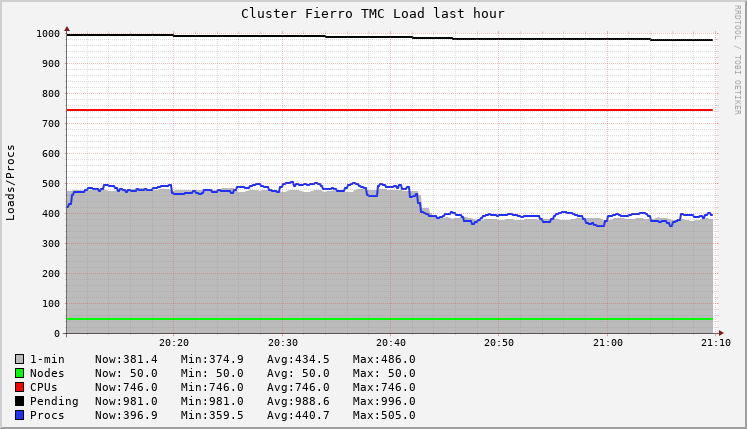 Cluster Fierro TMC Load last hour
RRDTOOL / TOBI OETIKER
Loads/Procs
1000
900
800
700
600
500
400
300
200
100
0
20:20 20:30 20:40 20:50 21:00 21:10
1-min Now:381.4 Min:374.9 Avg:434.5 Max:486.0
Nodes Now: 50.0 Min: 50.0 Avg: 50.0 Max: 50.0
CPUs Now:746.0 Min:746.0 Avg:746.0 Max:746.0
Pending Now:981.0 Min:981.0 Avg:988.6 Max:996.0
Procs Now:396.9 Min:359.5 Avg:440.7 Max:505.0